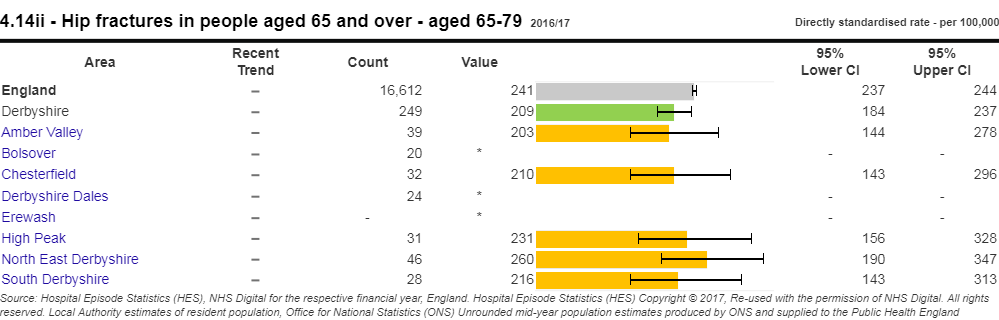 4.14ii - Hip fractures in people aged 65 and over - aged 65-79 2016/17 Directly standardised rate - per 100,000
Area Recent Trend Count Value 95% Lower CI 95% Upper CI
England – 16,612 241 237 244
Derbyshire – 249 209 184 237
Amber Valley – 39 203 144 278
Bolsover – 20 * - -
Chesterfield – 32 210 143 296
Derbyshire Dales – 24 * - -
Erewash – - * - -
High Peak – 31 231 156 328
North East Derbyshire – 46 260 190 347
South Derbyshire – 28 216 143 313
Source: Hospital Episode Statistics (HES), NHS Digital for the respective financial year, England. Hospital Episode Statistics (HES) Copyright © 2017, Re-used with the permission of NHS Digital. All rights
reserved. Local Authority estimates of resident population, Office for National Statistics (ONS) Unrounded mid-year population estimates produced by ONS and supplied to the Public Health England